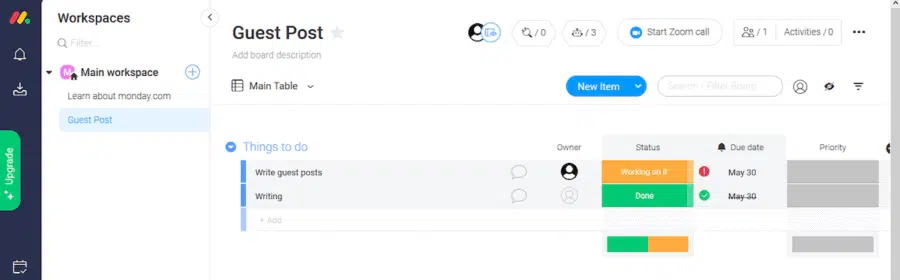 Workspaces
Filter...
M Main workspace
Learn about monday.com
Guest Post
Upgrade
Guest Post
Add board description
/ 0
/ 3
Start Zoom call
/ 1
Activities / 0
Main Table
New Item
Search / Filter Board
Things to do
Owner
Status
Due date
Priority
Write guest posts
Working on it
May 30
Writing
Done
May 30
+ Add